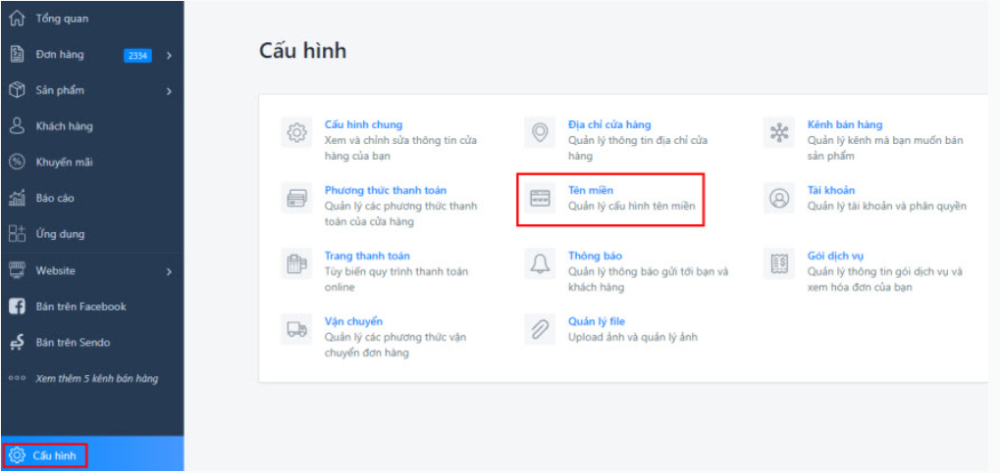 Tổng quan
Đơn hàng 2334
Sản phẩm
Khách hàng
Khuyến mãi
Báo cáo
Ứng dụng
Website
Bán trên Facebook
Bán trên Sendo
Xem thêm 5 kênh bán hàng
Cấu hình
Cấu hình
Cấu hình chung
Xem và chỉnh sửa thông tin cửa
hàng của bạn
Địa chỉ cửa hàng
Quản lý thông tin địa chỉ cửa
hàng
Kênh bán hàng
Quản lý kênh mà bạn muốn bán
sản phẩm
Phương thức thanh toán
Quản lý các phương thức thanh
toán của cửa hàng
www
Tên miền
Quản lý cấu hình tên miền
Tài khoản
Quản lý tài khoản và phân quyền
Trang thanh toán
Tùy biến quy trình thanh toán
online
Thông báo
Quản lý thông báo gửi tới bạn và
khách hàng
Gói dịch vụ
Quản lý thông tin gói dịch vụ và
xem hóa đơn của bạn
Vận chuyển
Quản lý các phương thức vận
chuyển đơn hàng
Quản lý file
Upload ảnh và quản lý ảnh